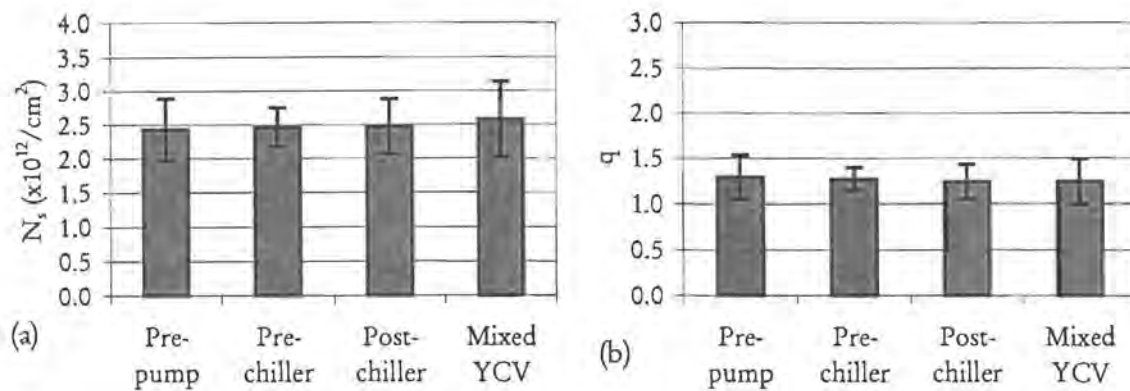 4.0
3.5
3.0
2.5
2.0
1.5
1.0
0.5
0.0
Nₛ (x10¹²/cm²)
(a)
Pre-
pump
Pre-
chiller
Post-
chiller
Mixed
YCV
3.0
2.5
2.0
1.5
1.0
0.5
0.0
q
(b)
Pre-
pump
Pre-
chiller
Post-
chiller
Mixed
YCV